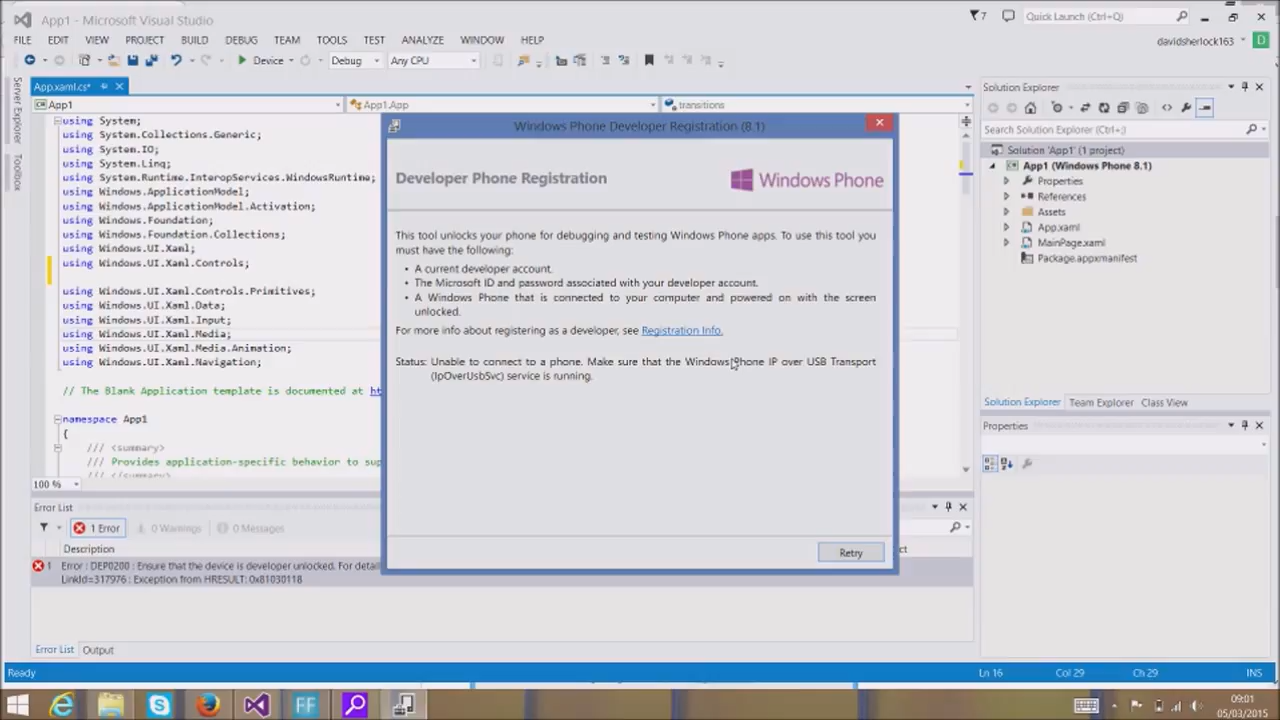 App1 - Microsoft Visual Studio
7
Quick Launch (Ctrl+Q)
FILE EDIT VIEW PROJECT BUILD DEBUG TEAM TOOLS TEST ANALYZE WINDOW HELP
davidsherlock163
D
Device
Debug
Any CPU
Server Explorer
Toolbox
App.xaml.cs*
App1
App1.App
transitions
using System;
using System.Collections.Generic;
using System.IO;
using System.Linq;
using System.Runtime.InteropServices.WindowsRuntime;
using Windows.ApplicationModel;
using Windows.ApplicationModel.Activation;
using Windows.Foundation;
using Windows.Foundation.Collections;
using Windows.UI.Xaml;
using Windows.UI.Xaml.Controls;
using Windows.UI.Xaml.Controls.Primitives;
using Windows.UI.Xaml.Data;
using Windows.UI.Xaml.Input;
using Windows.UI.Xaml.Media;
using Windows.UI.Xaml.Media.Animation;
using Windows.UI.Xaml.Navigation;
// The Blank Application template is documented at
namespace App1
{
/// <summary>
/// Provides application-specific behavior to
/// </summary>
100 %
Windows Phone Developer Registration (8.1)
Developer Phone Registration
Windows Phone
This tool unlocks your phone for debugging and testing Windows Phone apps. To use this tool you
must have the following:
• A current developer account.
• The Microsoft ID and password associated with your developer account.
• A Windows Phone that is connected to your computer and powered on with the screen
unlocked.
For more info about registering as a developer, see Registration Info.
Status: Unable to connect to a phone. Make sure that the Windows Phone IP over USB Transport
(IpOverUsbSvc) service is running.
Retry
Solution Explorer
Search Solution Explorer (Ctrl+;)
Solution 'App1' (1 project)
App1 (Windows Phone 8.1)
Properties
References
Assets
App.xaml
MainPage.xaml
Package.appxmanifest
Solution Explorer Team Explorer Class View
Properties
Error List
1 Error
0 Warnings
0 Messages
Description
1 Error : DEP0200 : Ensure that the device is developer unlocked. For
LinkId=317976 : Exception from HRESULT: 0x81030118
Error List Output
Ready
Ln 16
Col 29
Ch 29
INS
FF
09:01
05/03/2015